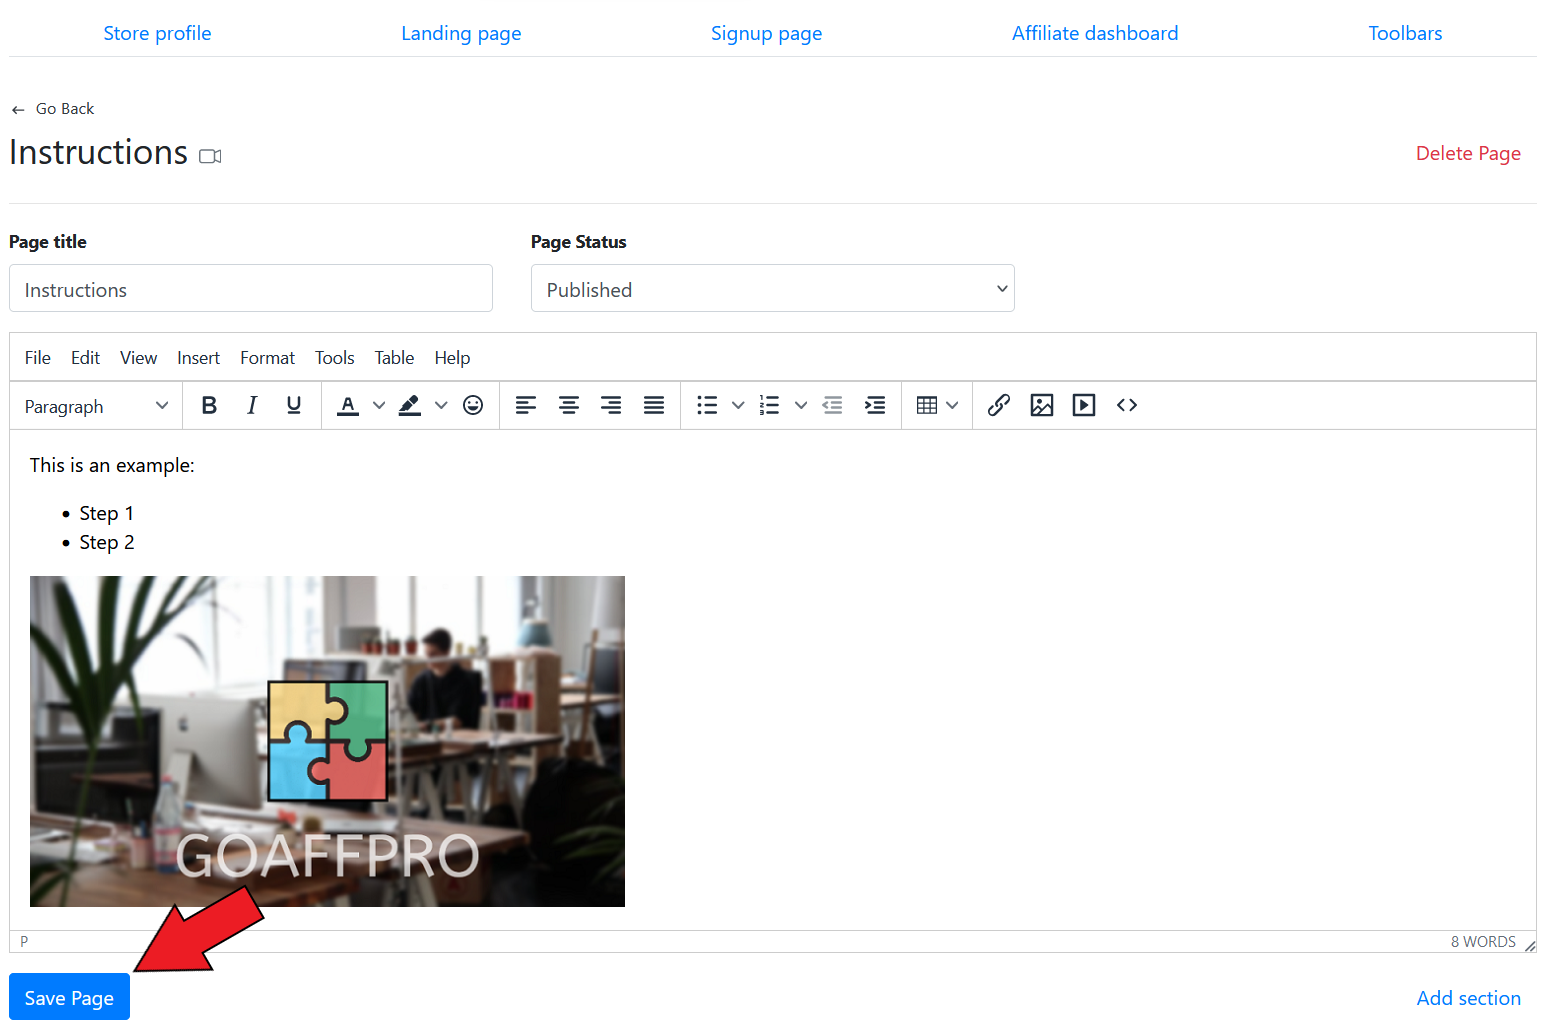 Store profile Landing page Signup page Affiliate dashboard Toolbars
Go Back
Instructions
Delete Page
Page title Page Status
Instructions Published
File Edit View Insert Format Tools Table Help
Paragraph B I U A
This is an example:
Step 1
Step 2
GOAFFPRO
P 8 WORDS
Save Page Add section